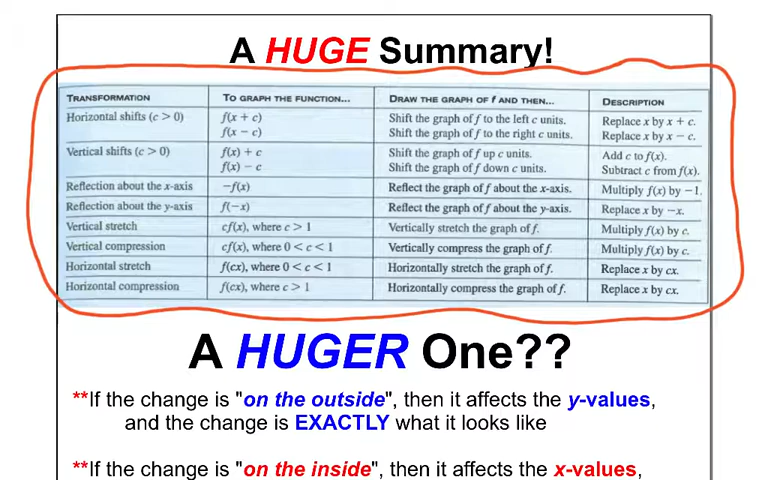 A HUGE Summary!
TRANSFORMATION TO GRAPH THE FUNCTION... DRAW THE GRAPH OF f AND THEN... DESCRIPTION
Horizontal shifts (c > 0) f(x + c) Shift the graph of f to the left c units. Replace x by x + c.
f(x − c) Shift the graph of f to the right c units. Replace x by x − c.
Vertical shifts (c > 0) f(x) + c Shift the graph of f up c units. Add c to f(x).
f(x) − c Shift the graph of f down c units. Subtract c from f(x).
Reflection about the x-axis −f(x) Reflect the graph of f about the x-axis. Multiply f(x) by −1.
Reflection about the y-axis f(−x) Reflect the graph of f about the y-axis. Replace x by −x.
Vertical stretch cf(x), where c > 1 Vertically stretch the graph of f. Multiply f(x) by c.
Vertical compression cf(x), where 0 < c < 1 Vertically compress the graph of f. Multiply f(x) by c.
Horizontal stretch f(cx), where 0 < c < 1 Horizontally stretch the graph of f. Replace x by cx.
Horizontal compression f(cx), where c > 1 Horizontally compress the graph of f. Replace x by cx.
A HUGER One??
**If the change is "on the outside", then it affects the y-values,
and the change is EXACTLY what it looks like
**If the change is "on the inside", then it affects the x-values,